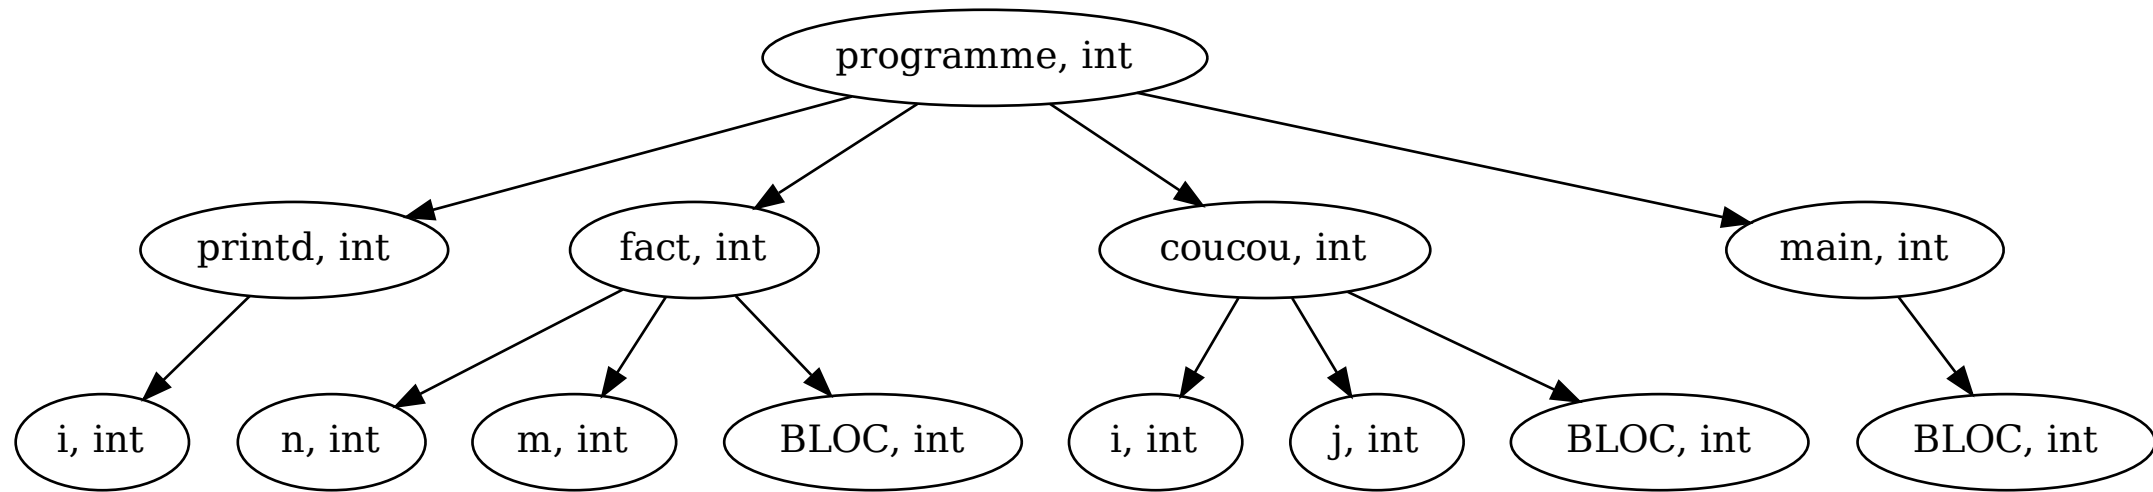 programme, int
printd, int
fact, int
coucou, int
main, int
i, int
n, int
m, int
BLOC, int
i, int
j, int
BLOC, int
BLOC, int